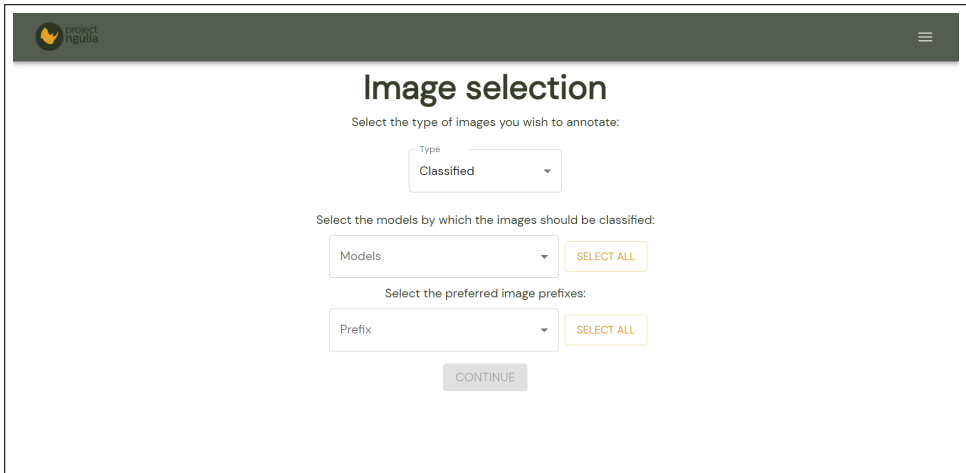 project
ngulia
Image selection
Select the type of images you wish to annotate:
Type
Classified
Select the models by which the images should be classified:
Models
SELECT ALL
Select the preferred image prefixes:
Prefix
SELECT ALL
CONTINUE